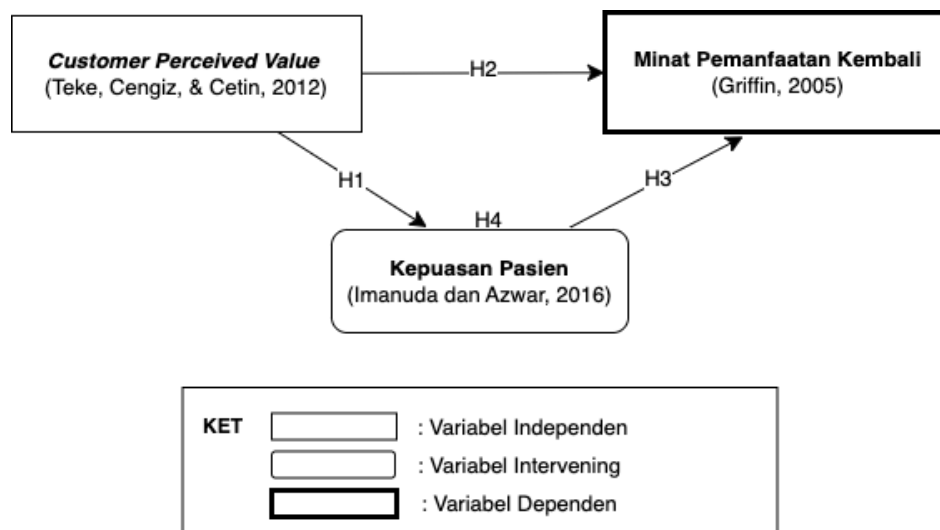 Customer Perceived Value
(Teke, Cengiz, & Cetin, 2012)
H2
Minat Pemanfaatan Kembali
(Griffin, 2005)
H1
H3
H4
Kepuasan Pasien
(Imanuda dan Azwar, 2016)
KET
: Variabel Independen
: Variabel Intervening
: Variabel Dependen